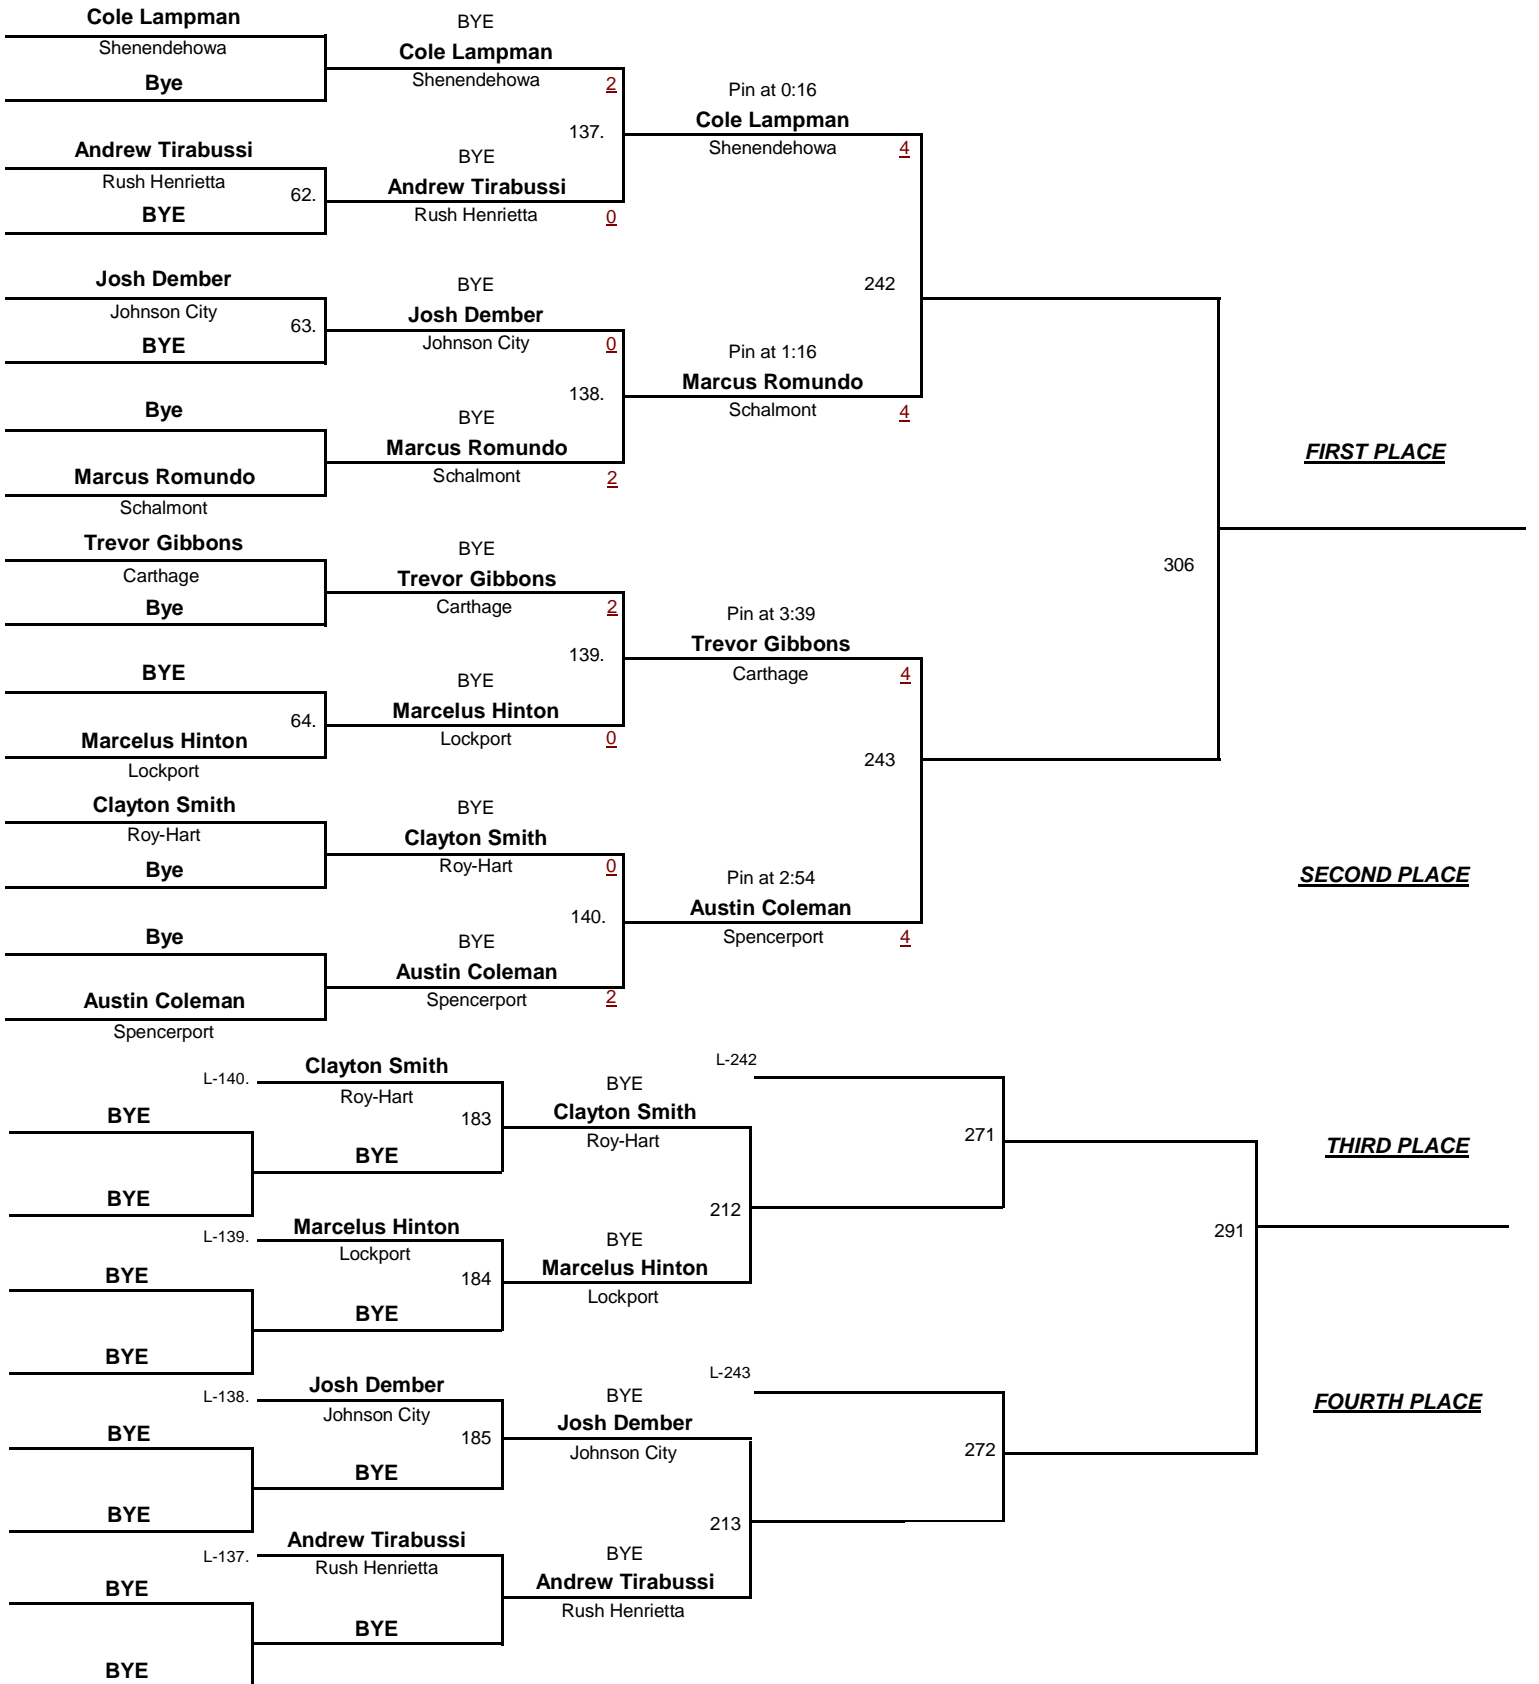 Cole Lampman
Shenendehowa
Bye
Andrew Tirabussi
Rush Henrietta
62.
BYE
Josh Dember
Johnson City
63.
BYE
Bye
Marcus Romundo
Schalmont
Trevor Gibbons
Carthage
Bye
BYE
64.
Marcelus Hinton
Lockport
Clayton Smith
Roy-Hart
Bye
Bye
Austin Coleman
Spencerport
BYE
Cole Lampman
Shenendehowa
2
137.
BYE
Andrew Tirabussi
Rush Henrietta
0
BYE
Josh Dember
Johnson City
0
138.
BYE
Marcus Romundo
Schalmont
2
BYE
Trevor Gibbons
Carthage
2
139.
BYE
Marcelus Hinton
Lockport
0
BYE
Clayton Smith
Roy-Hart
0
140.
BYE
Austin Coleman
Spencerport
2
Pin at 0:16
Cole Lampman
Shenendehowa
4
242
Pin at 1:16
Marcus Romundo
Schalmont
4
Pin at 3:39
Trevor Gibbons
Carthage
4
243
Pin at 2:54
Austin Coleman
Spencerport
4
306
FIRST PLACE
SECOND PLACE
L-140.
BYE
BYE
L-139.
BYE
BYE
L-138.
BYE
BYE
L-137.
BYE
BYE
Clayton Smith
Roy-Hart
183
BYE
Marcelus Hinton
Lockport
184
BYE
Josh Dember
Johnson City
185
BYE
Andrew Tirabussi
Rush Henrietta
BYE
BYE
Clayton Smith
Roy-Hart
212
BYE
Marcelus Hinton
Lockport
BYE
Josh Dember
Johnson City
213
BYE
Andrew Tirabussi
Rush Henrietta
L-242
271
L-243
272
291
THIRD PLACE
FOURTH PLACE